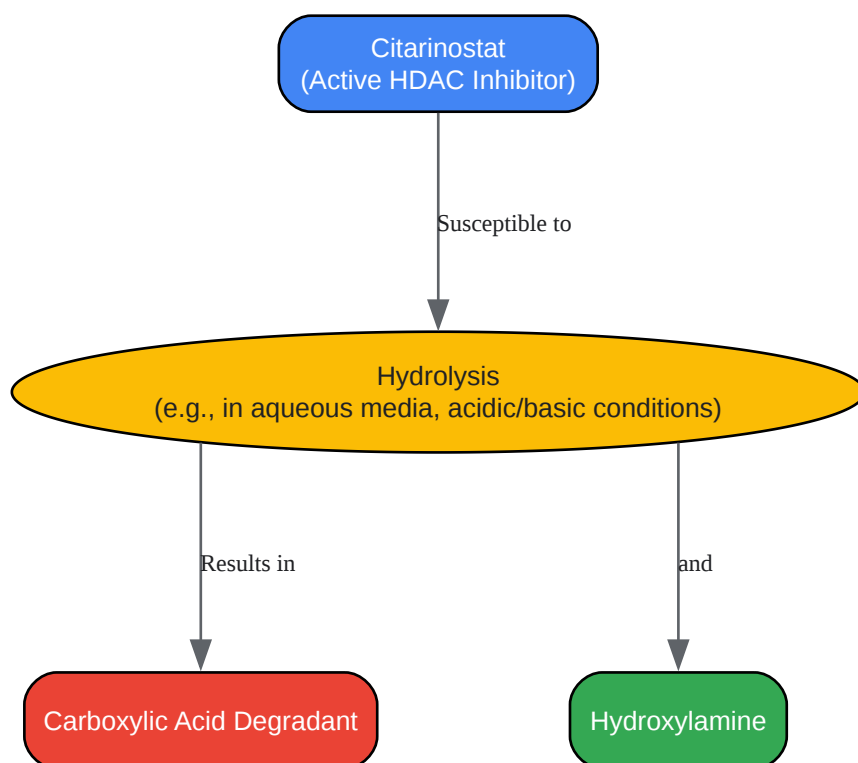 Citarinostat
(Active HDAC Inhibitor)
Susceptible to
Hydrolysis
(e.g., in aqueous media, acidic/basic conditions)
Results in
and
Carboxylic Acid Degradant
Hydroxylamine